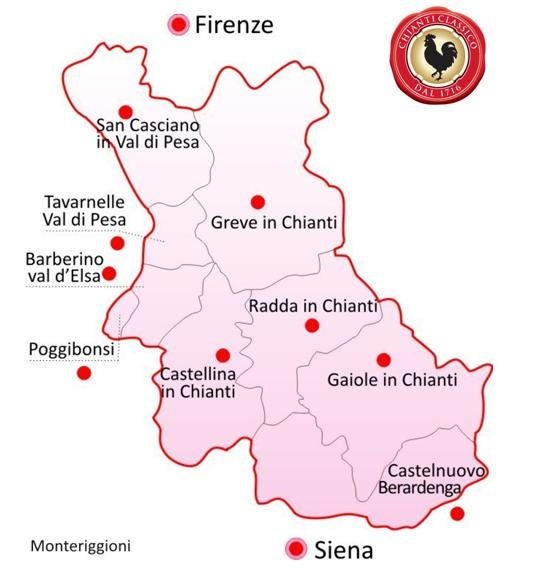 Firenze
CHIANTI CLASSICO
DAL 1716
San Casciano
in Val di Pesa
Tavarnelle
Val di Pesa
Greve in Chianti
Barberino
val d'Elsa
Radda in Chianti
Poggibonsi
Castellina
in Chianti
Gaiole in Chianti
Castelnuovo
Berardenga
Monteriggioni
Siena